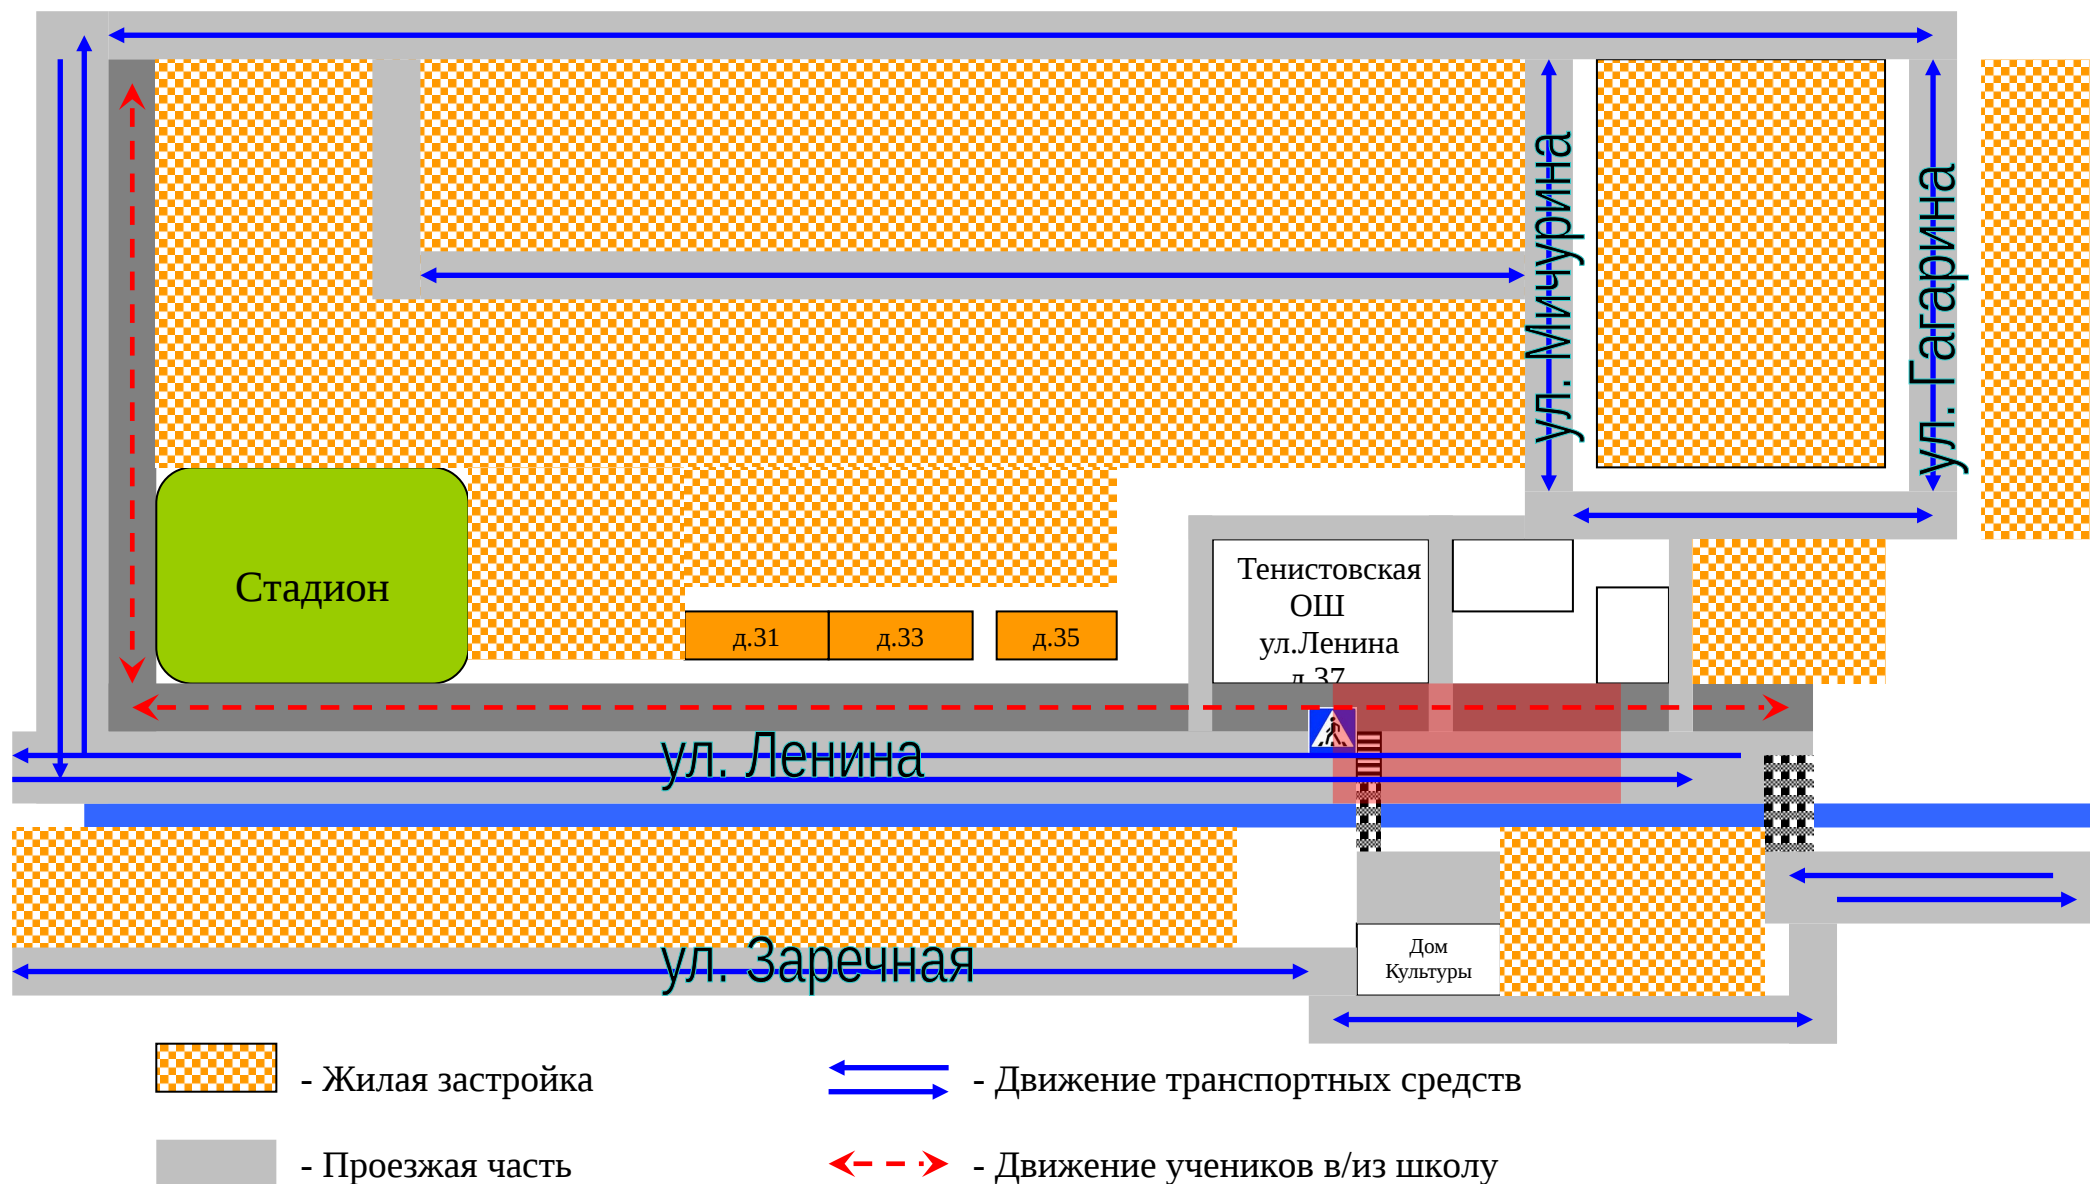 ул. Мичурина
ул. Гагарина
Стадион
Тенистовская
ОШ
ул.Ленина
д.37
д.31
д.33
д.35
ул. Ленина
Дом
Культуры
ул. Заречная
- Жилая застройка
- Движение транспортных средств
- Проезжая часть
- Движение учеников в/из школу